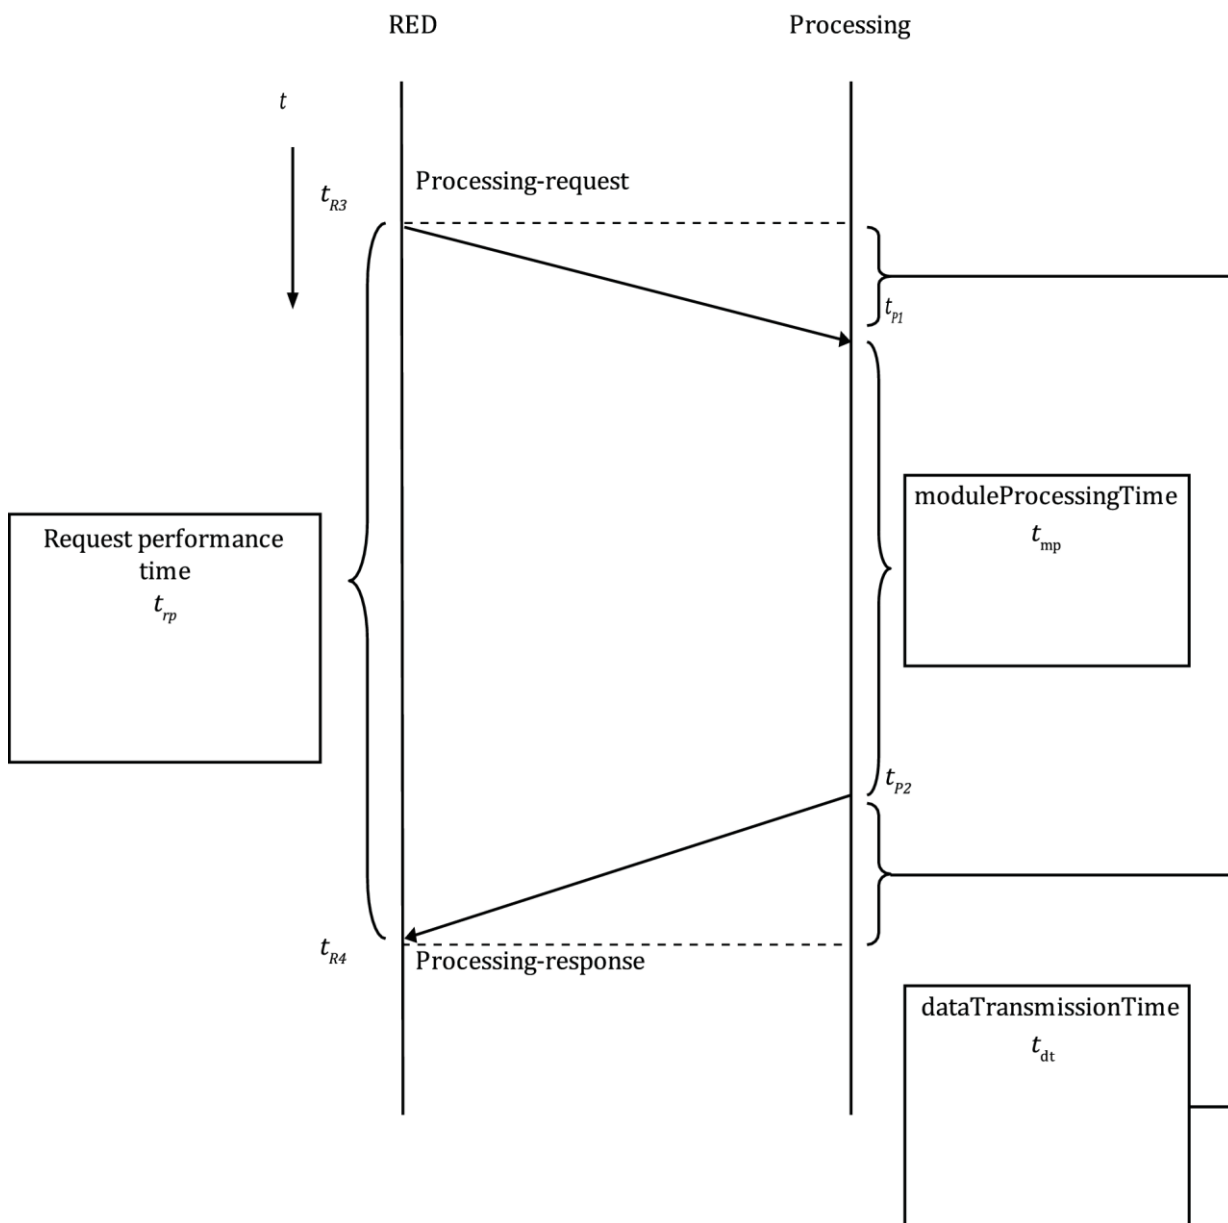 RED
Processing
t
Processing-request
t_R3
t_P1
moduleProcessingTime
t_mp
Request performance
time
t_rp
t_P2
t_R4
Processing-response
dataTransmissionTime
t_dt